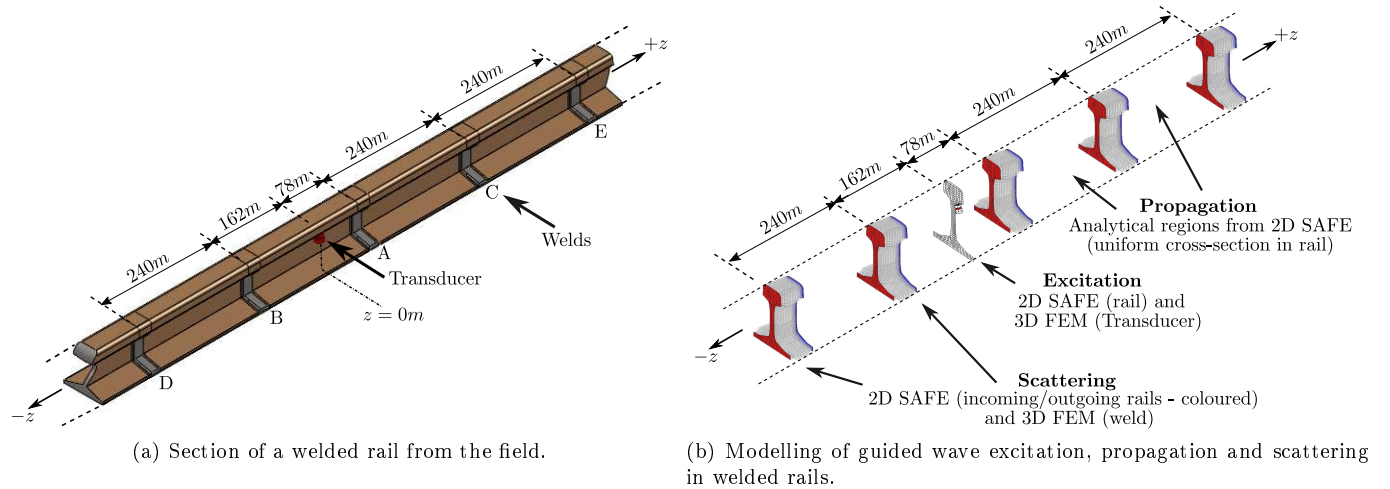 240m
162m
78m
240m
240m
+z
E
C
Welds
A
Transducer
B
z = 0m
D
−z
(a) Section of a welded rail from the field.
240m
162m
78m
240m
240m
+z
Propagation
Analytical regions from 2D SAFE
(uniform cross-section in rail)
Excitation
2D SAFE (rail) and
3D FEM (Transducer)
−z
Scattering
2D SAFE (incoming/outgoing rails - coloured)
and 3D FEM (weld)
(b) Modelling of guided wave excitation, propagation and scattering
in welded rails.